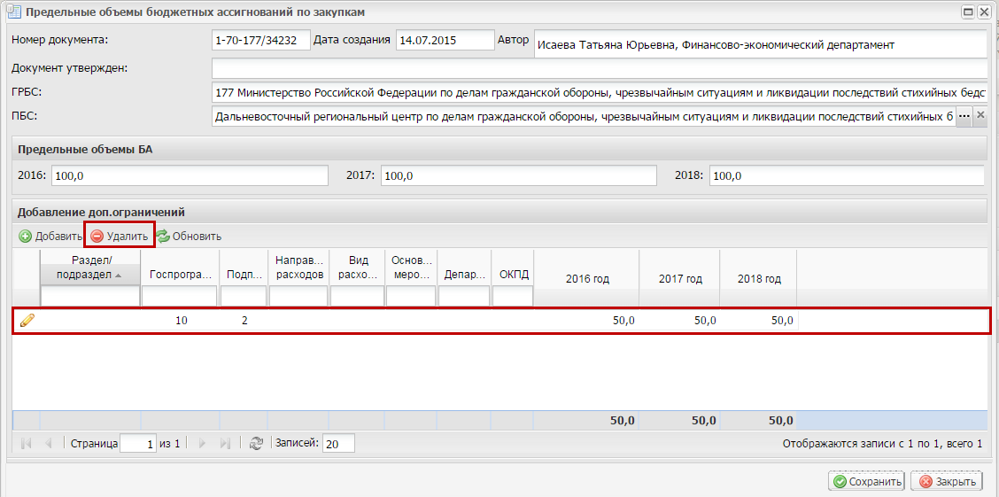 Предельные объемы бюджетных ассигнований по закупкам
Номер документа: 1-70-177/34232 Дата создания 14.07.2015 Автор Исаева Татьяна Юрьевна, Финансово-экономический департамент
Документ утвержден:
ГРБС: 177 Министерство Российской Федерации по делам гражданской обороны, чрезвычайным ситуациям и ликвидации последствий стихийных бедст
ПБС: Дальневосточный региональный центр по делам гражданской обороны, чрезвычайным ситуациям и ликвидации последствий стихийных б ...
Предельные объемы БА
2016: 100,0 2017: 100,0 2018: 100,0
Добавление доп.ограничений
Добавить Удалить Обновить
Раздел/ Направ... Вид Основ...
подраздел Госпрогра... Подп... расходов расхо... меро... Депар... ОКПД 2016 год 2017 год 2018 год
10 2 50,0 50,0 50,0
50,0 50,0 50,0
Страница 1 из 1 Записей: 20 Отображаются записи с 1 по 1, всего 1
Сохранить Закрыть